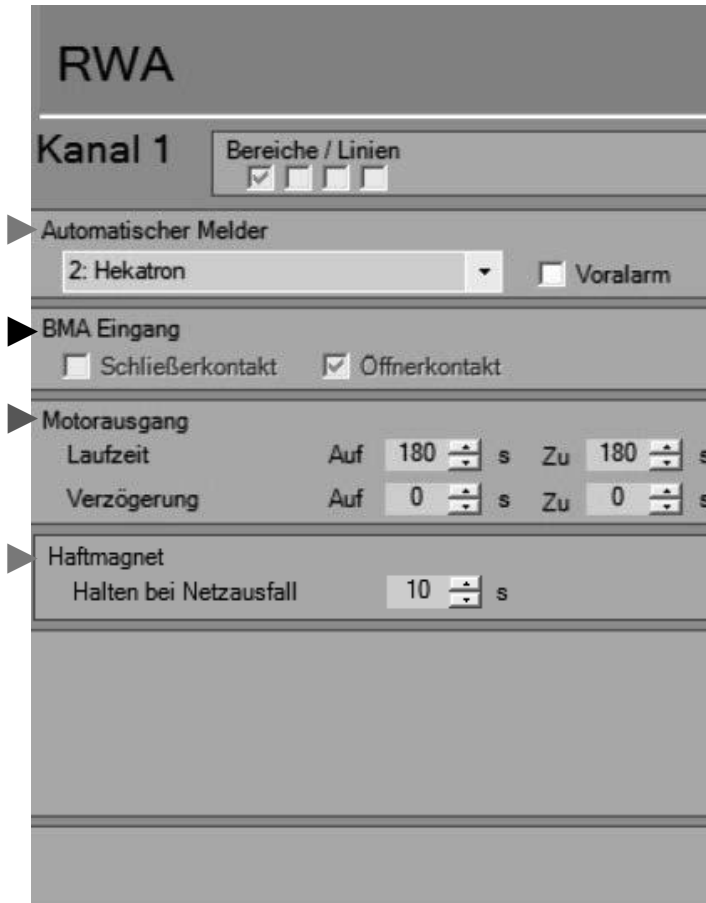 RWA
Kanal 1
Bereiche / Linien
Automatischer Melder
2: Hekatron Voralarm
BMA Eingang
Schließerkontakt Öffnerkontakt
Motorausgang
Laufzeit Auf 180 s Zu 180 s
Verzögerung Auf 0 s Zu 0 s
Haftmagnet
Halten bei Netzausfall 10 s